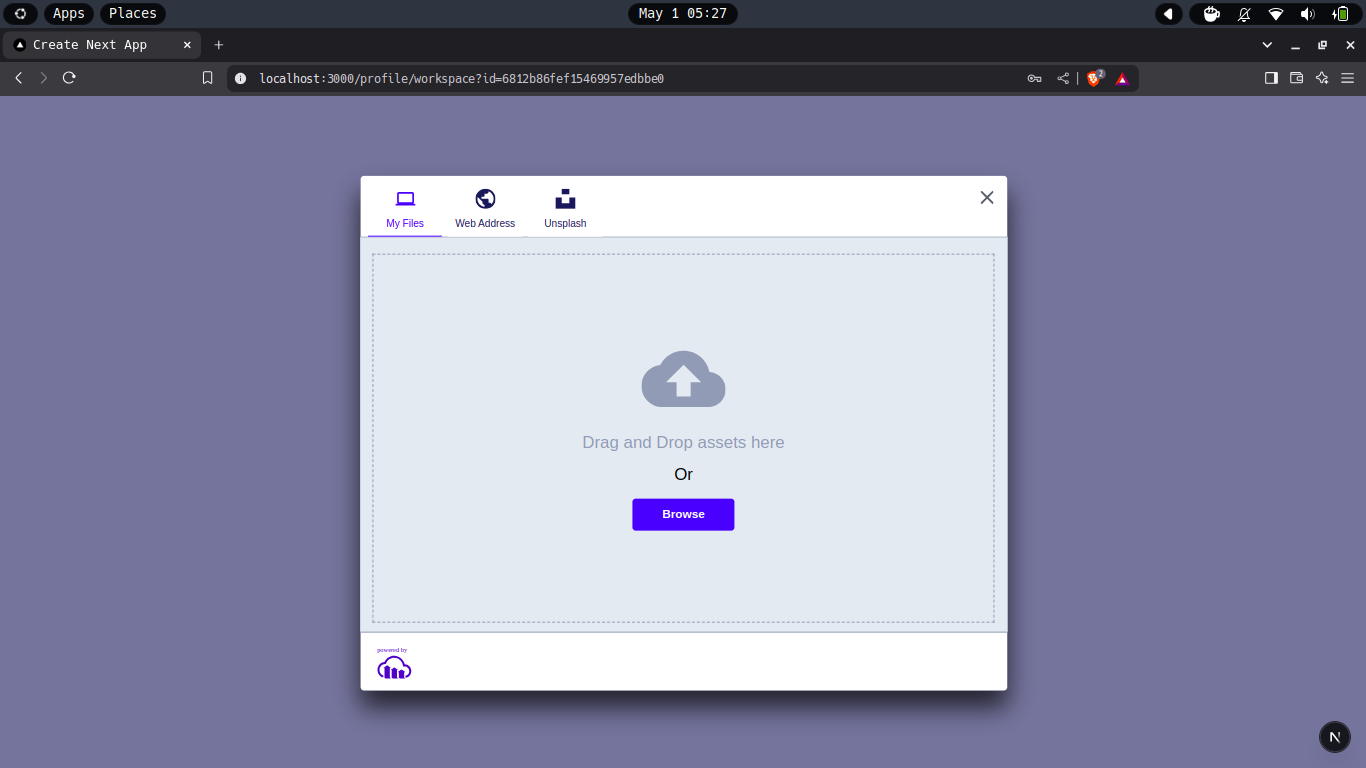 Apps Places May 1 05:27
Create Next App
localhost:3000/profile/workspace?id=6812b86fef15469957edbbe0
2
My Files Web Address Unsplash
Drag and Drop assets here
Or
Browse
powered by
N